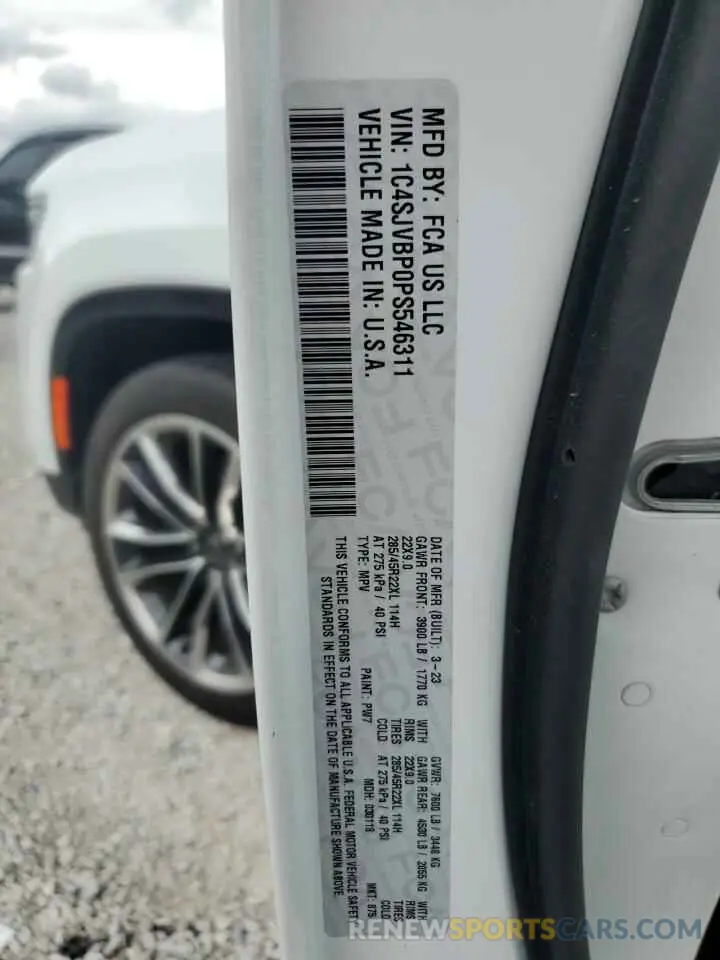 MFD BY: FCA US LLC
VIN: 1C4SJVBP0PS546311
VEHICLE MADE IN: U.S.A.
DATE OF MFR (BUILT): 3-23 GVWR: 7600 LB / 3448 KG
GAWR FRONT: 3900 LB / 1770 KG WITH GAWR REAR: 4530 LB / 2055 KG WITH
22X9.0 RIMS 22X9.0 RIMS
285/45R22XL 114H TIRES 285/45R22XL 114H TIRES
AT 275 kPa / 40 PSI COLD AT 275 kPa / 40 PSI COLD
TYPE: MPV PAINT: PW7 MDH: MKT:
THIS VEHICLE CONFORMS TO ALL APPLICABLE U.S.A. FEDERAL MOTOR VEHICLE SAFETY
STANDARDS IN EFFECT ON THE DATE OF MANUFACTURE SHOWN ABOVE.
RENEWSPORTSCARS.COM